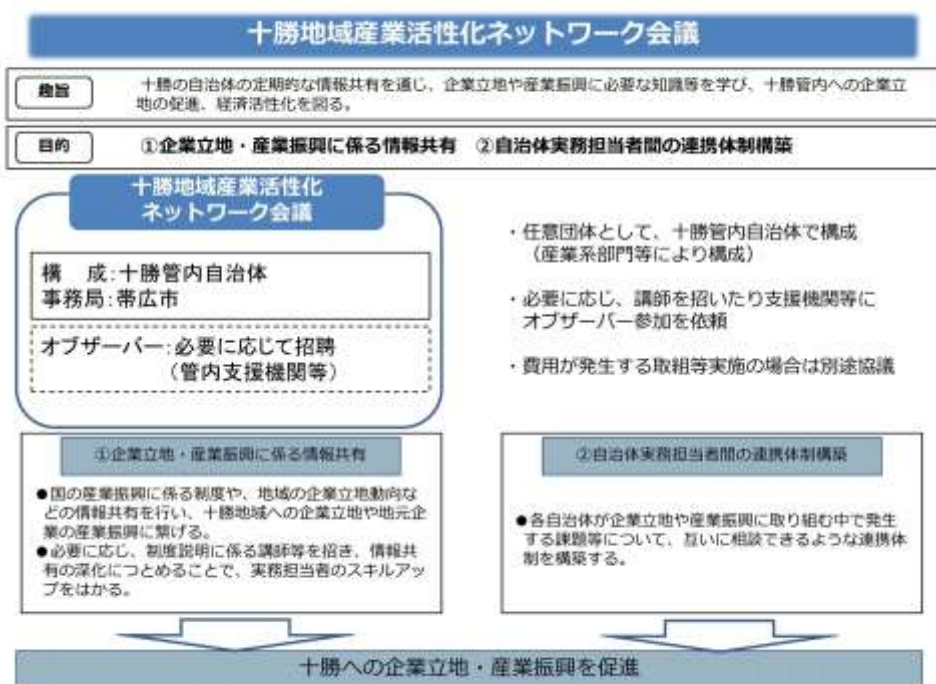 十勝地域産業活性化ネットワーク会議
趣旨
十勝の自治体の定期的な情報共有を通じ、企業立地や産業振興に必要な知識等を学び、十勝管内への企業立
地の促進、経済活性化を図る。
目的
①企業立地・産業振興に係る情報共有 ②自治体実務担当者間の連携体制構築
十勝地域産業活性化
ネットワーク会議
構 成:十勝管内自治体
事務局:帯広市
オブザーバー:必要に応じて招聘
(管内支援機関等)
・任意団体として、十勝管内自治体で構成
(産業系部門等により構成)
・必要に応じ、講師を招いたり支援機関等に
オブザーバー参加を依頼
・費用が発生する取組等実施の場合は別途協議
①企業立地・産業振興に係る情報共有
●国の産業振興に係る制度や、地域の企業立地動向な
どの情報共有を行い、十勝地域への企業立地や地元企
業の産業振興に繋げる。
●必要に応じ、制度説明に係る講師等を招き、情報共
有の深化につとめることで、実務担当者のスキルアッ
プをはかる。
②自治体実務担当者間の連携体制構築
●各自治体が企業立地や産業振興に取り組む中で発生
する課題等について、互いに相談できるような連携体
制を構築する。
十勝への企業立地・産業振興を促進